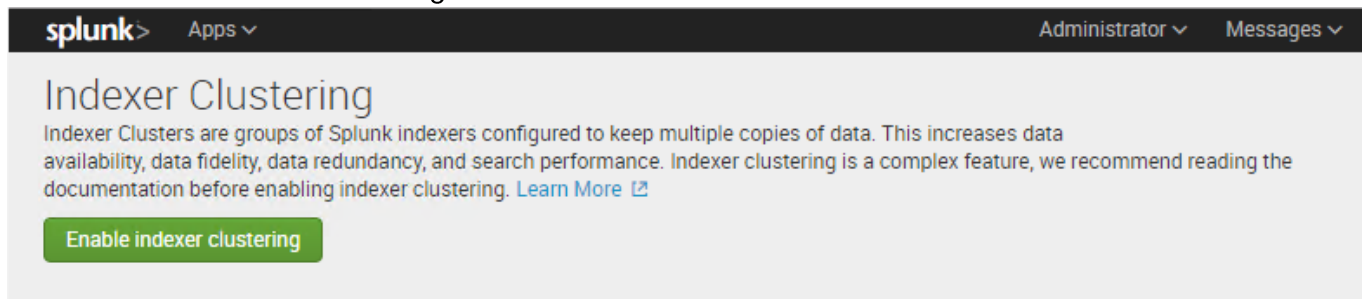 splunk> Apps Administrator Messages
Indexer Clustering
Indexer Clusters are groups of Splunk indexers configured to keep multiple copies of data. This increases data
availability, data fidelity, data redundancy, and search performance. Indexer clustering is a complex feature, we recommend reading the
documentation before enabling indexer clustering. Learn More
Enable indexer clustering